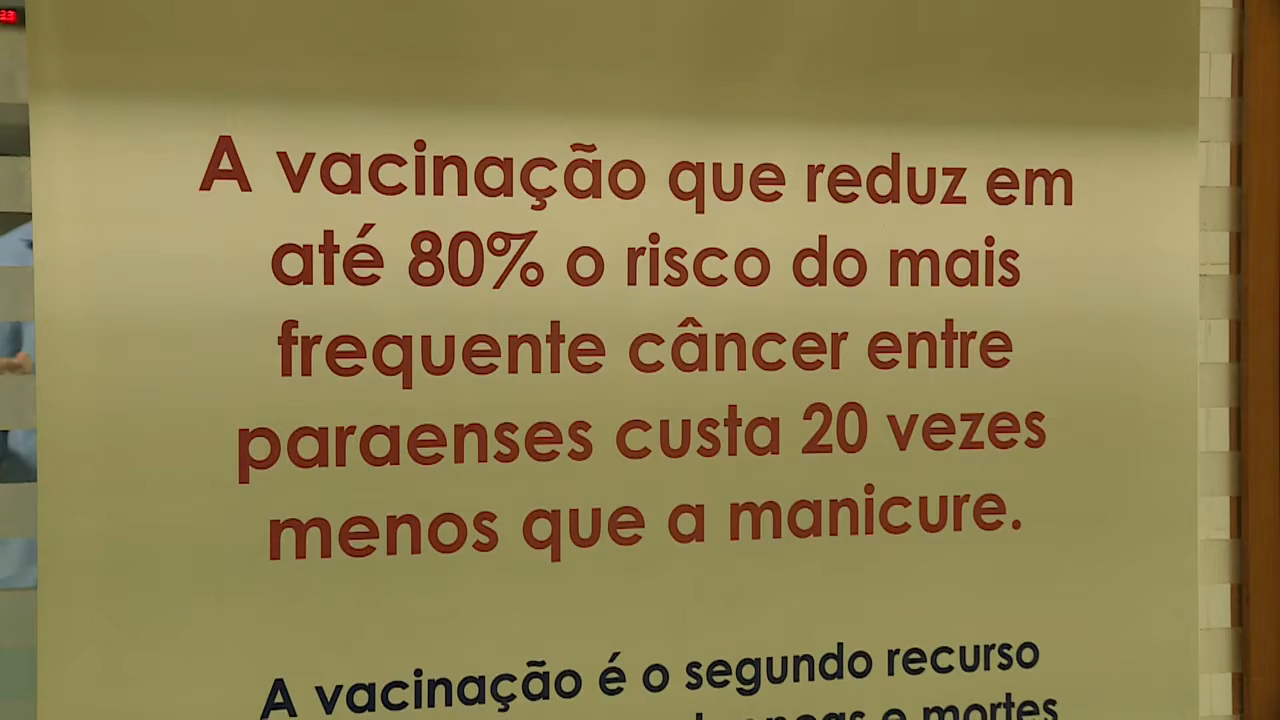 A vacinação que reduz em
até 80% o risco do mais
frequente câncer entre
paraenses custa 20 vezes
menos que a manicure.
A vacinação é o segundo recurso
e mortes